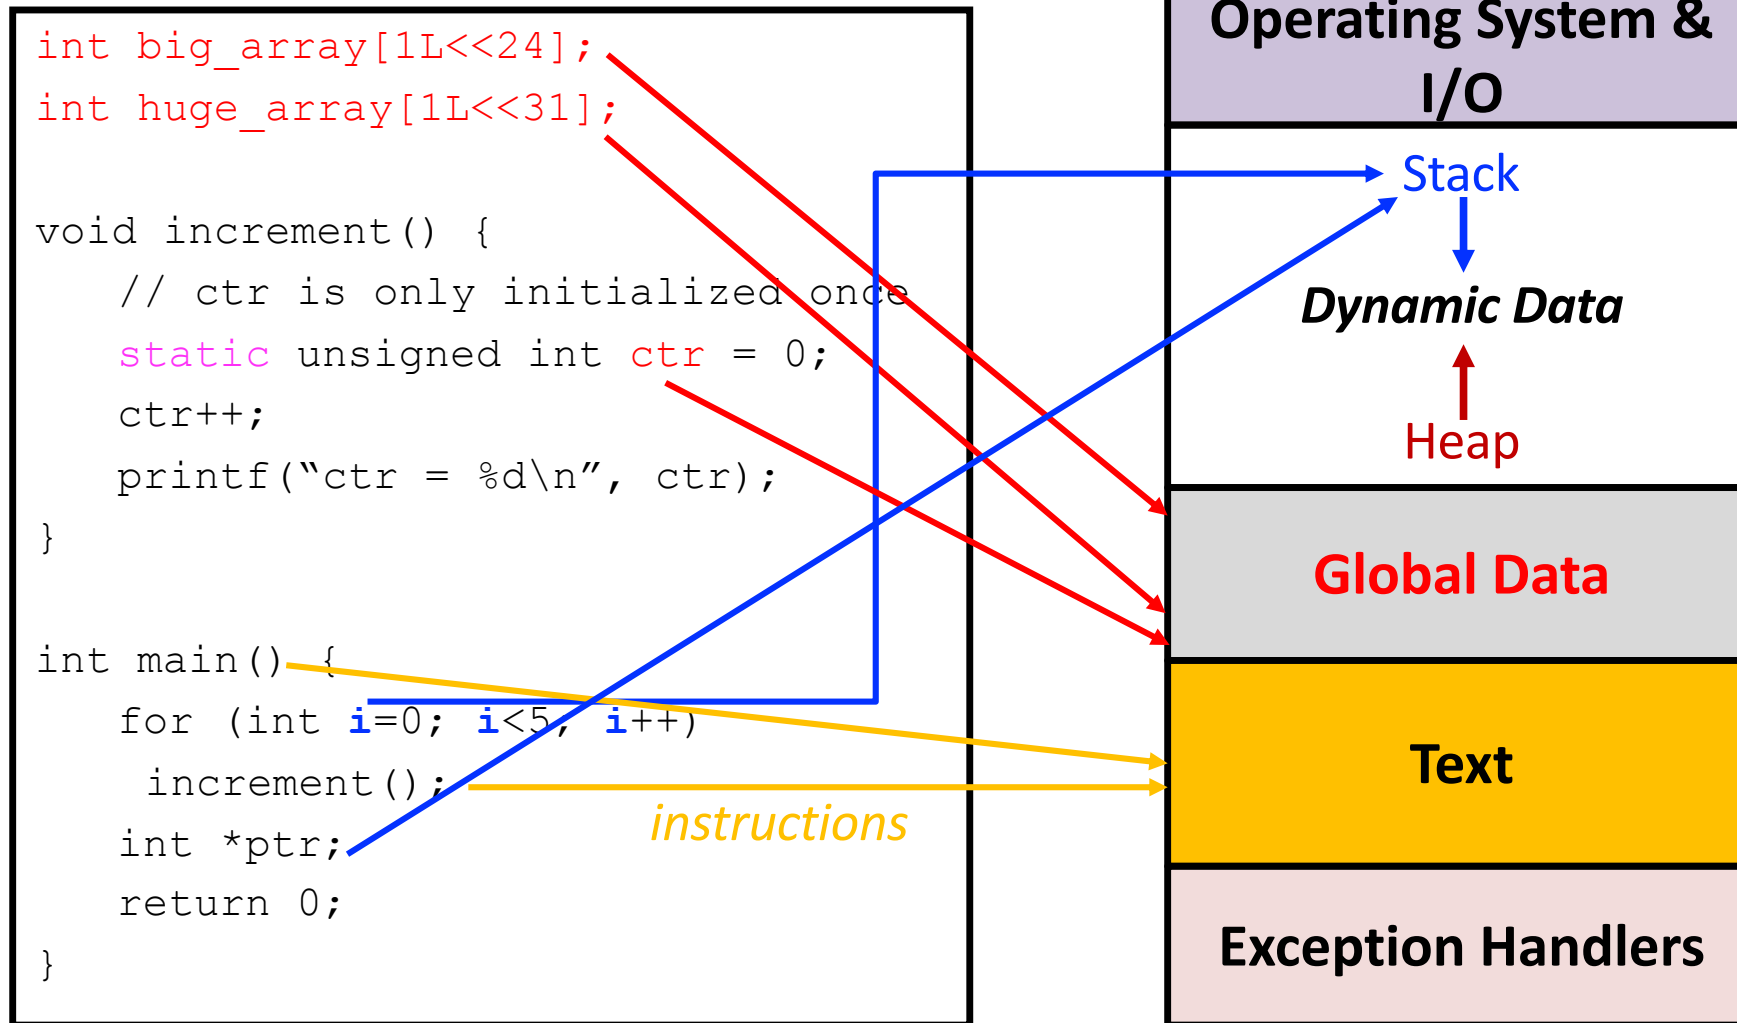 int big_array[1L<<24];
int huge_array[1L<<31];
void increment() {
// ctr is only initialized once
static unsigned int ctr = 0;
ctr++;
printf(“ctr = %d\n”, ctr);
}
int main() {
for (int i=0; i<5; i++)
increment();
int *ptr;
return 0;
}
instructions
Operating System &
I/O
Stack
Dynamic Data
Heap
Global Data
Text
Exception Handlers